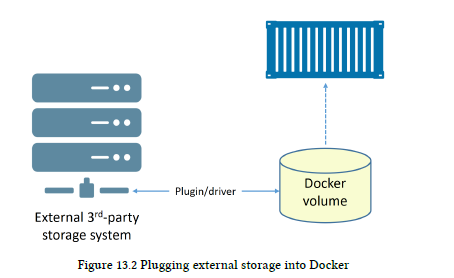 Plugin/driver
Docker
volume
External 3rd-party
storage system
Figure 13.2 Plugging external storage into Docker